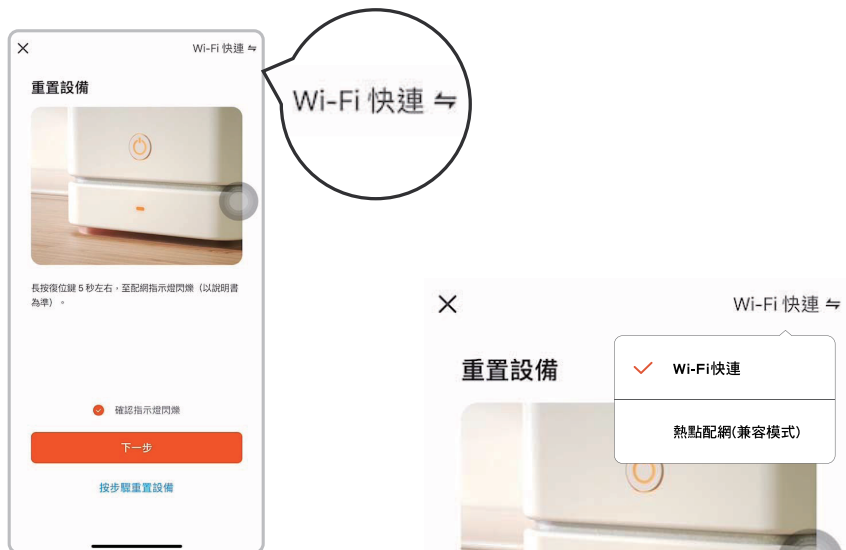 Wi-Fi 快連 ⇋
重置設備
長按復位鍵 5 秒左右，至配網指示燈閃爍（以說明書
為準）。
確認指示燈閃爍
下一步
按步驟重置設備
Wi-Fi 快連 ⇋
Wi-Fi 快連 ⇋
重置設備
Wi-Fi快連
熱點配網(兼容模式)